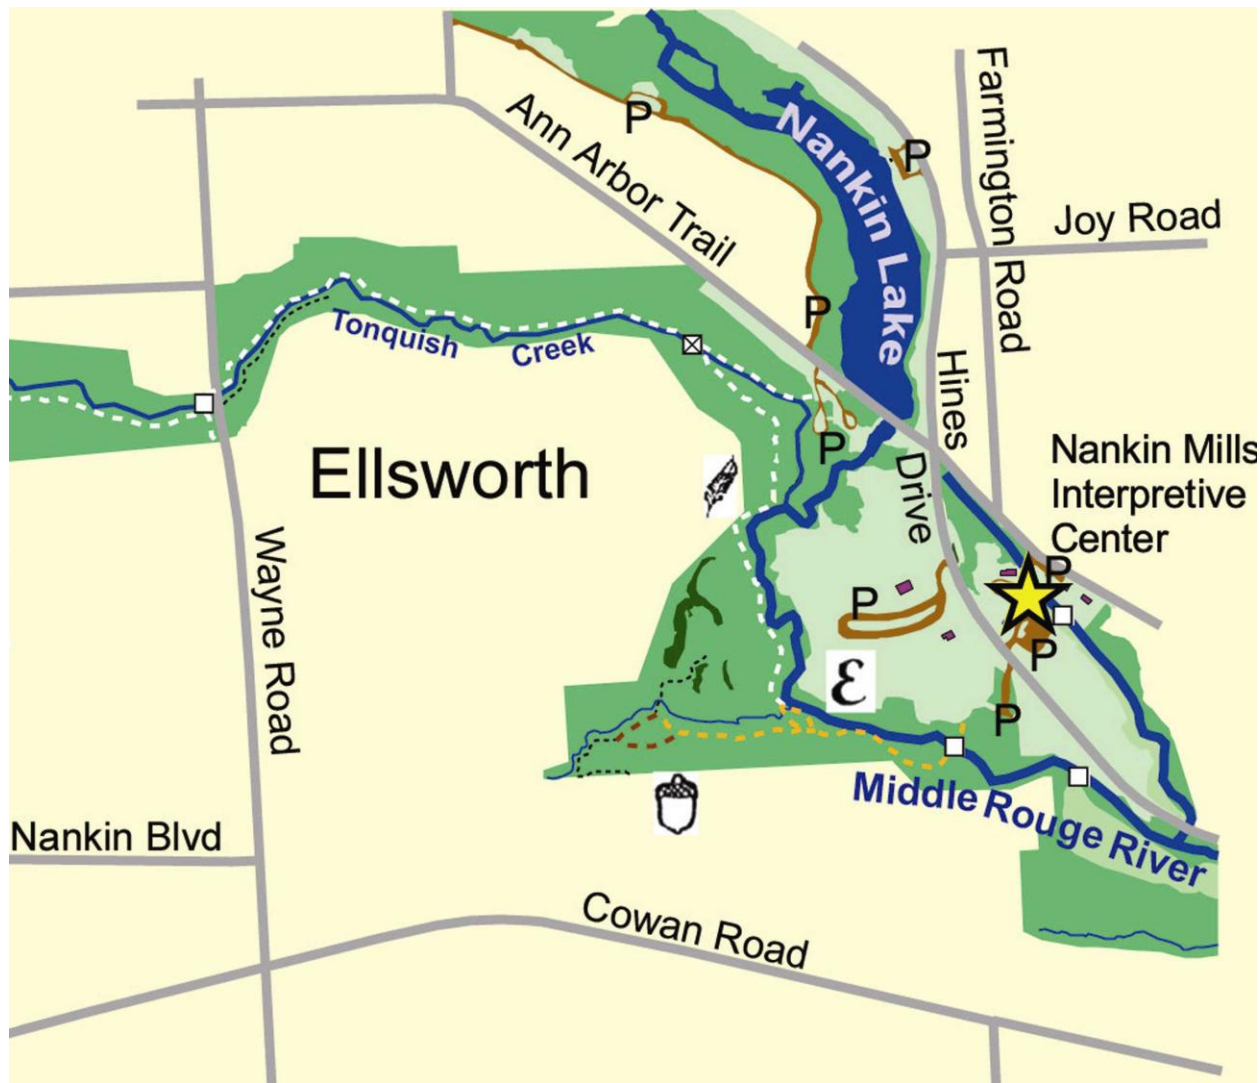 P
Ann Arbor Trail
Nankin Lake
P
Farmington Road
Joy Road
P
Tonquish
Creek
Hines
Drive
P
Ellsworth
Nankin Mills
Interpretive
Center
P
P
Wayne Road
P
ℇ
P
Middle Rouge River
Nankin Blvd
Cowan Road